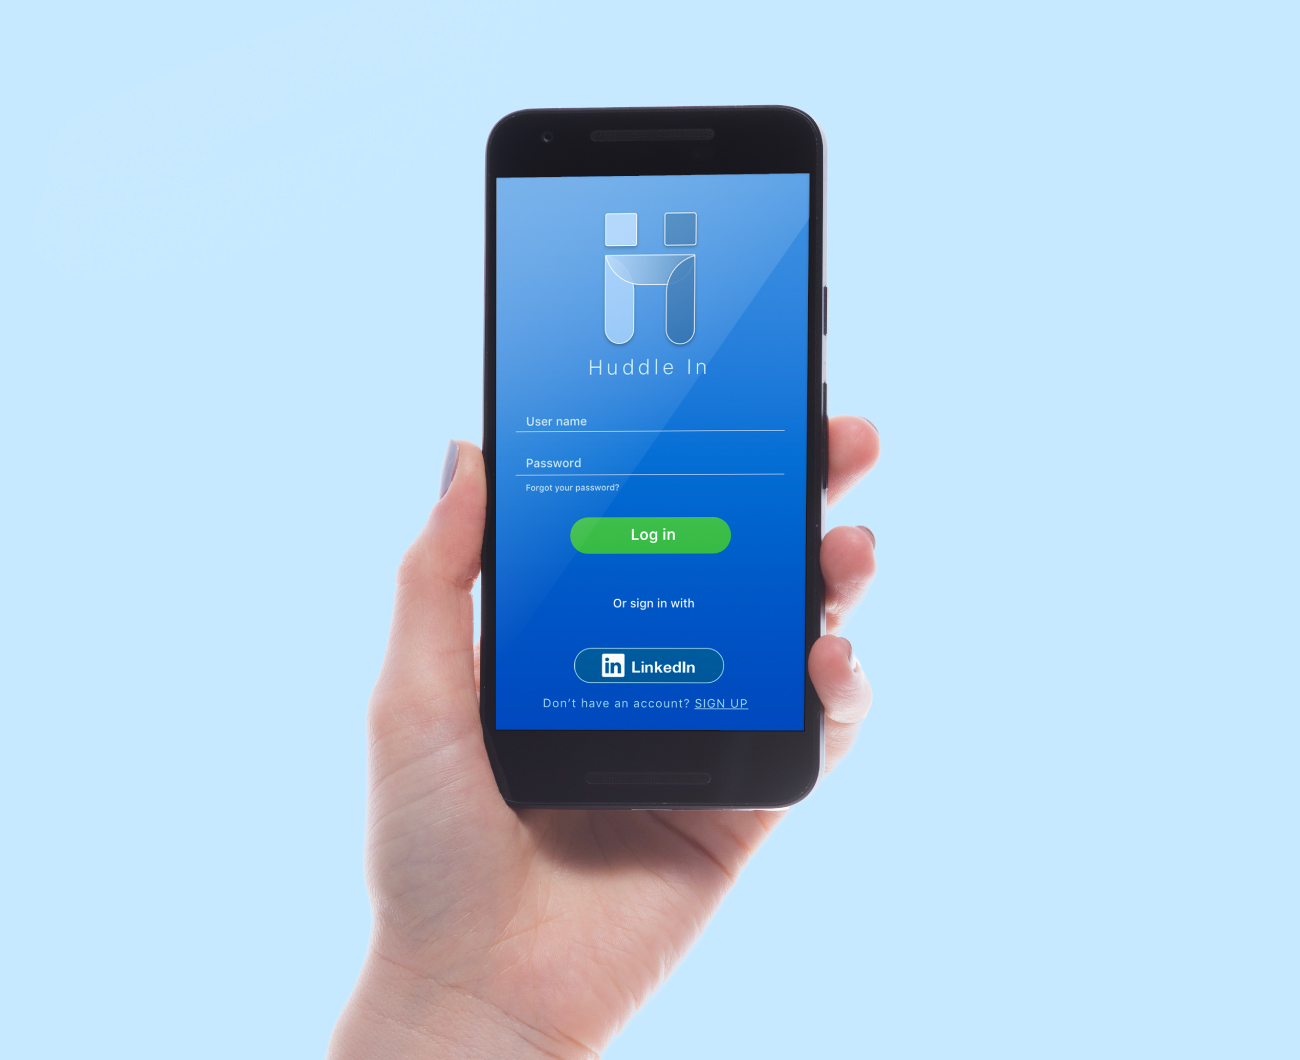 Huddle In
User name
Password
Forgot your password?
Log in
Or sign in with
in LinkedIn
Don't have an account? SIGN UP